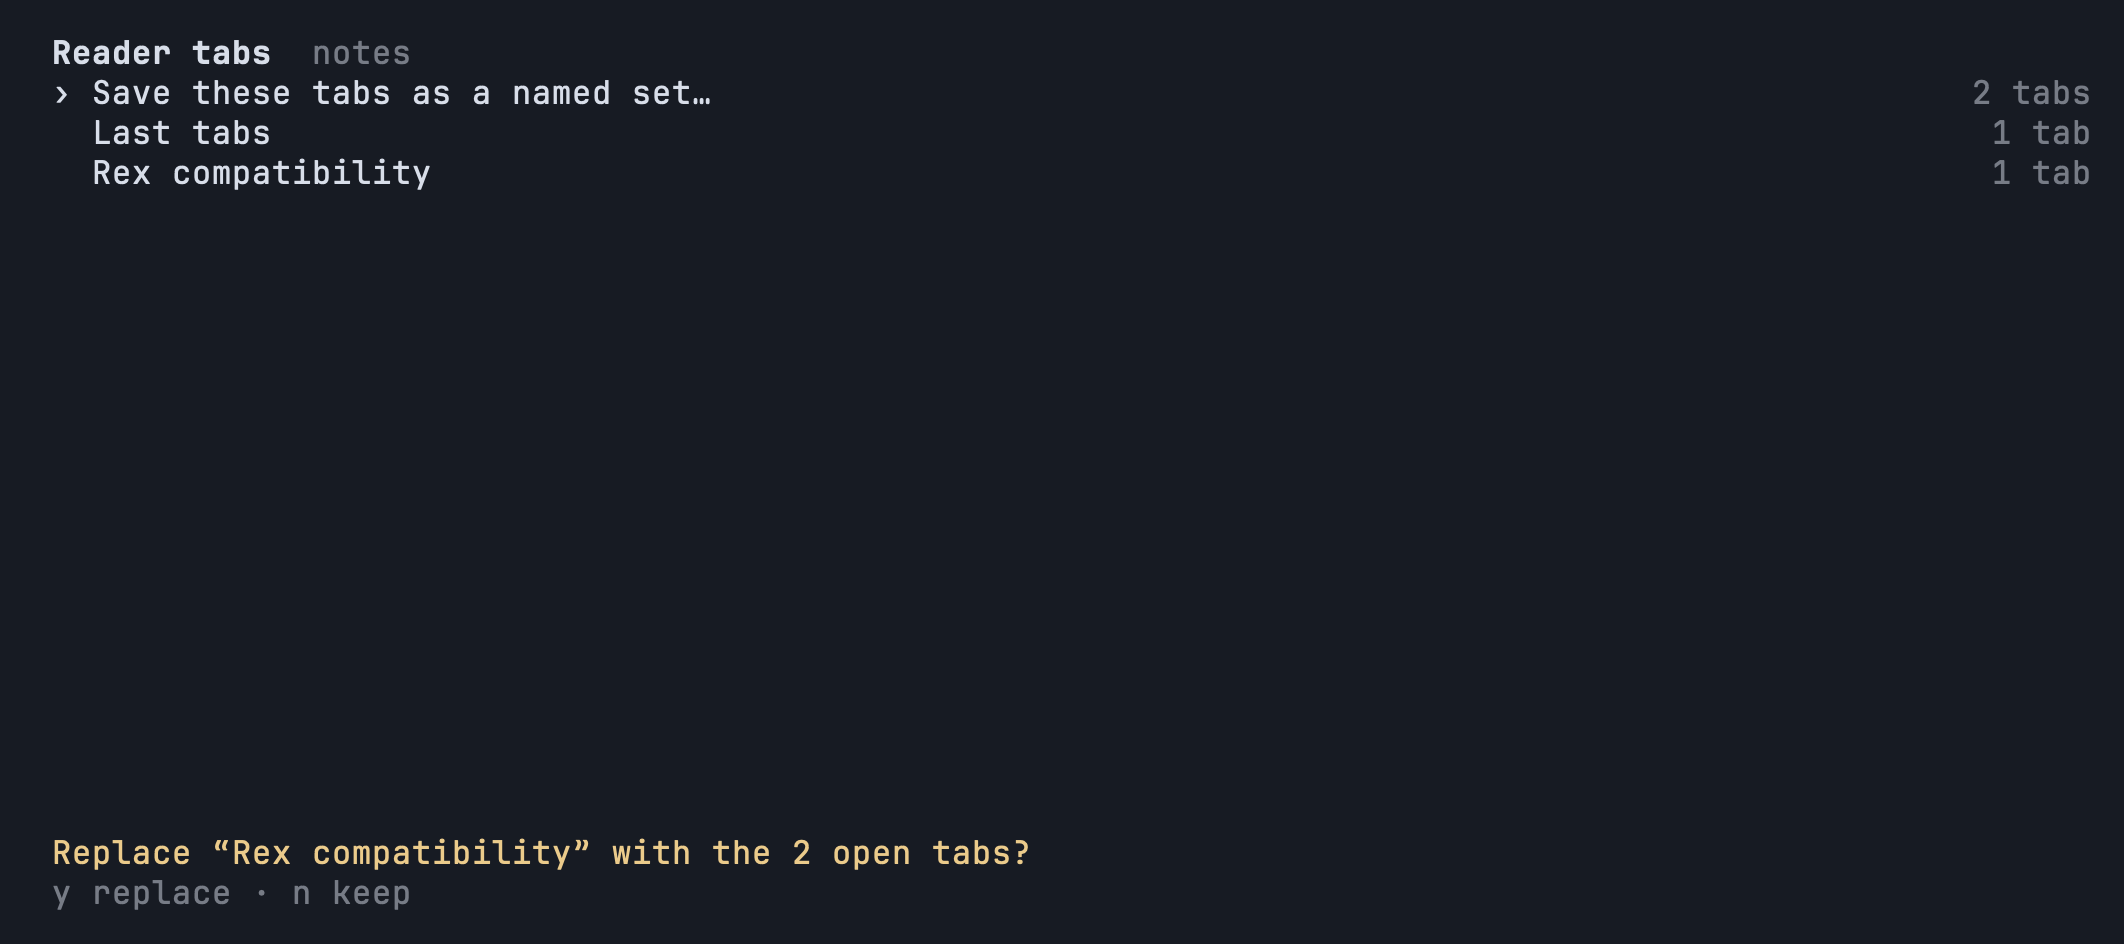 Reader tabs  notes
› Save these tabs as a named set… 2 tabs
Last tabs 1 tab
Rex compatibility 1 tab
Replace “Rex compatibility” with the 2 open tabs?
y replace · n keep